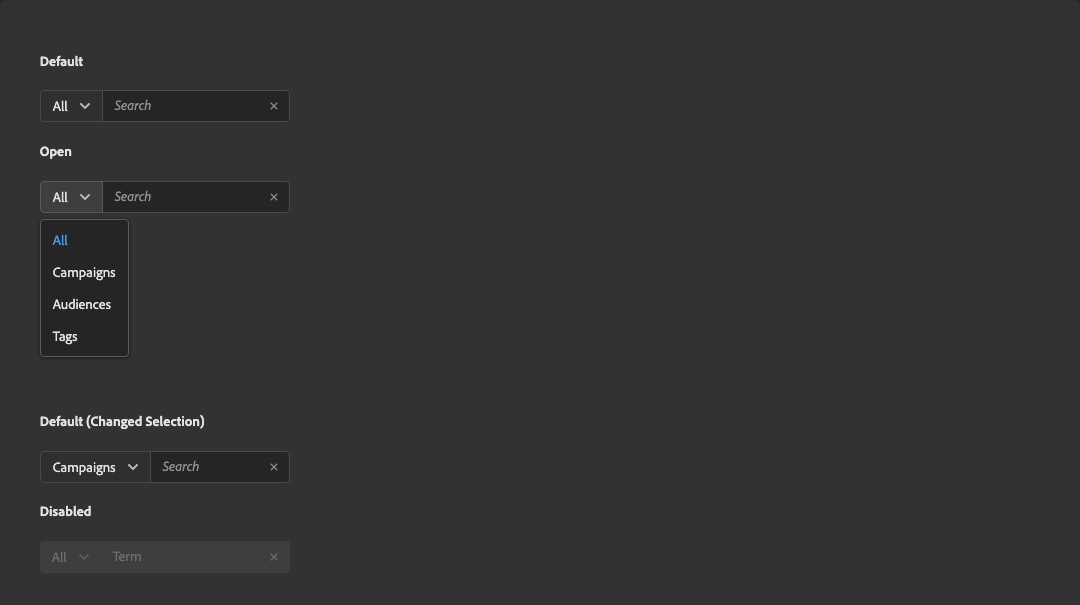 Default
All Search
Open
All Search
All
Campaigns
Audiences
Tags
Default (Changed Selection)
Campaigns Search
Disabled
All Term